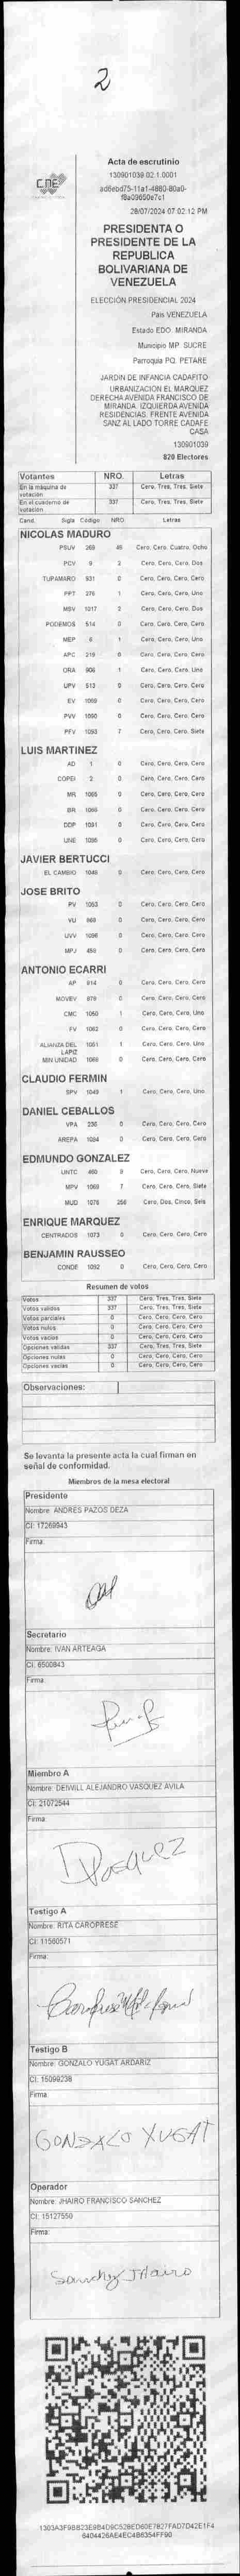 2
CNE
Acta de escrutinio
130901039.02.1.0001
ad6ebd75-11a1-4880-80a0-
f8a09650e7c1
28/07/2024 07:02:12 PM
PRESIDENTA O
PRESIDENTE DE LA
REPUBLICA
BOLIVARIANA DE
VENEZUELA
ELECCIÓN PRESIDENCIAL 2024
País VENEZUELA
Estado EDO. MIRANDA
Municipio MP. SUCRE
Parroquia PQ. PETARE
JARDIN DE INFANCIA CADAFITO
URBANIZACIÓN EL MARQUEZ
DERECHA AVENIDA FRANCISCO DE
MIRANDA. IZQUIERDA AVENIDA
RESIDENCIAS. FRENTE AVENIDA
SANZ AL LADO TORRE CADAFE
CASA
130901039
820 Electores
Votantes NRO. Letras
En la máquina de votación 337 Cero, Tres, Tres, Siete
En el cuaderno de votación 337 Cero, Tres, Tres, Siete
Cand. Sigla Código NRO Letras
NICOLAS MADURO
PSUV 269 48 Cero, Cero, Cuatro, Ocho
PCV 9 2 Cero, Cero, Cero, Dos
TUPAMARO 931 0 Cero, Cero, Cero, Cero
PPT 276 1 Cero, Cero, Cero, Uno
MSV 1017 2 Cero, Cero, Cero, Dos
PODEMOS 514 0 Cero, Cero, Cero, Cero
MEP 6 1 Cero, Cero, Cero, Uno
APC 219 0 Cero, Cero, Cero, Cero
ORA 906 1 Cero, Cero, Cero, Uno
UPV 513 0 Cero, Cero, Cero, Cero
EV 1069 0 Cero, Cero, Cero, Cero
PVV 1090 0 Cero, Cero, Cero, Cero
PFV 1093 7 Cero, Cero, Cero, Siete
LUIS MARTINEZ
AD 1 0 Cero, Cero, Cero, Cero
COPEI 2 0 Cero, Cero, Cero, Cero
MR 1065 0 Cero, Cero, Cero, Cero
BR 1066 0 Cero, Cero, Cero, Cero
DDP 1091 0 Cero, Cero, Cero, Cero
UNE 1095 0 Cero, Cero, Cero, Cero
JAVIER BERTUCCI
EL CAMBIO 1048 0 Cero, Cero, Cero, Cero
JOSE BRITO
PV 1053 0 Cero, Cero, Cero, Cero
VU 869 0 Cero, Cero, Cero, Cero
UVV 1096 0 Cero, Cero, Cero, Cero
MPJ 459 0 Cero, Cero, Cero, Cero
ANTONIO ECARRI
AP 914 0 Cero, Cero, Cero, Cero
MOVEV 879 0 Cero, Cero, Cero, Cero
CMC 1050 1 Cero, Cero, Cero, Uno
FV 1062 0 Cero, Cero, Cero, Cero
ALIANZA DEL LAPIZ 1051 1 Cero, Cero, Cero, Uno
MIN UNIDAD 1068 0 Cero, Cero, Cero, Cero
CLAUDIO FERMIN
SPV 1049 1 Cero, Cero, Cero, Uno
DANIEL CEBALLOS
VPA 235 0 Cero, Cero, Cero, Cero
AREPA 1094 0 Cero, Cero, Cero, Cero
EDMUNDO GONZALEZ
UNTC 460 9 Cero, Cero, Cero, Nueve
MPV 1069 7 Cero, Cero, Cero, Siete
MUD 1076 256 Cero, Dos, Cinco, Seis
ENRIQUE MARQUEZ
CENTRADOS 1073 0 Cero, Cero, Cero, Cero
BENJAMIN RAUSSEO
CONDE 1092 0 Cero, Cero, Cero, Cero
Resumen de votos
Votos 337 Cero, Tres, Tres, Siete
Votos válidos 337 Cero, Tres, Tres, Siete
Votos parciales 0 Cero, Cero, Cero, Cero
Votos nulos 0 Cero, Cero, Cero, Cero
Votos vacíos 0 Cero, Cero, Cero, Cero
Opciones válidas 337 Cero, Tres, Tres, Siete
Opciones nulas 0 Cero, Cero, Cero, Cero
Opciones vacías 0 Cero, Cero, Cero, Cero
Observaciones:
Se levanta la presente acta la cual firman en
señal de conformidad.
Miembros de la mesa electoral
Presidente
Nombre: ANDRES PAZOS DEZA
CI: 17269943
Firma:
Secretario
Nombre: IVAN ARTEAGA
CI: 6500843
Firma:
Miembro A
Nombre: DEIWILL ALEJANDRO VASQUEZ AVILA
CI: 21072544
Firma:
DVasquez
Testigo A
Nombre: RITA CAROPRESE
CI: 11560571
Firma:
Testigo B
Nombre: GONZALO YUGAT ARDARIZ
CI: 15099238
Firma:
GONZALO YUGAT
Operador
Nombre: JHAIRO FRANCISCO SANCHEZ
CI: 15127550
Firma:
Sanchez JHairo
1303A3F9BB23E9B4D9C528ED60E7827FAD7D42E1F4
6404426AE4EC4B6354FF90